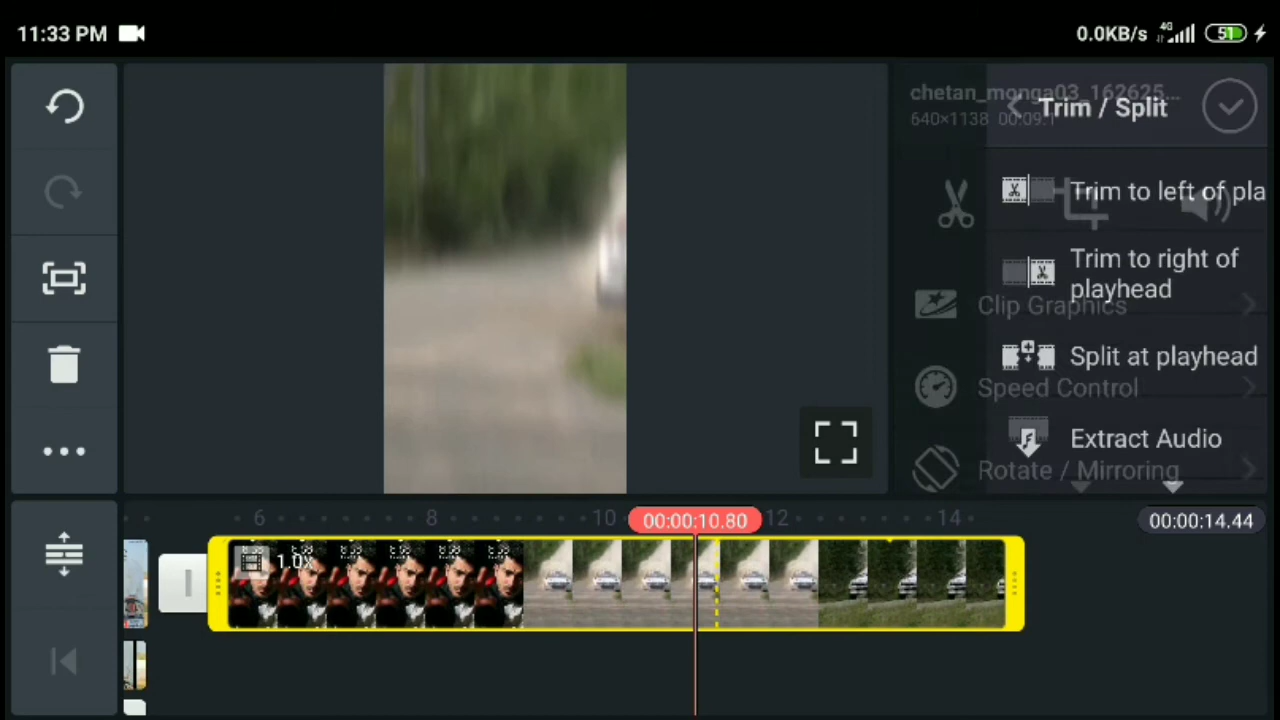 11:33 PM
0.0KB/s 4G 51
chetan_monga03_162625...
640×1138 00:09.1
Trim / Split
Trim to left of pla
Trim to right of
playhead
Clip Graphics
Split at playhead
Speed Control
Extract Audio
Rotate / Mirroring
6 8 10 00:00:10.80 12 14 00:00:14.44
1.0x